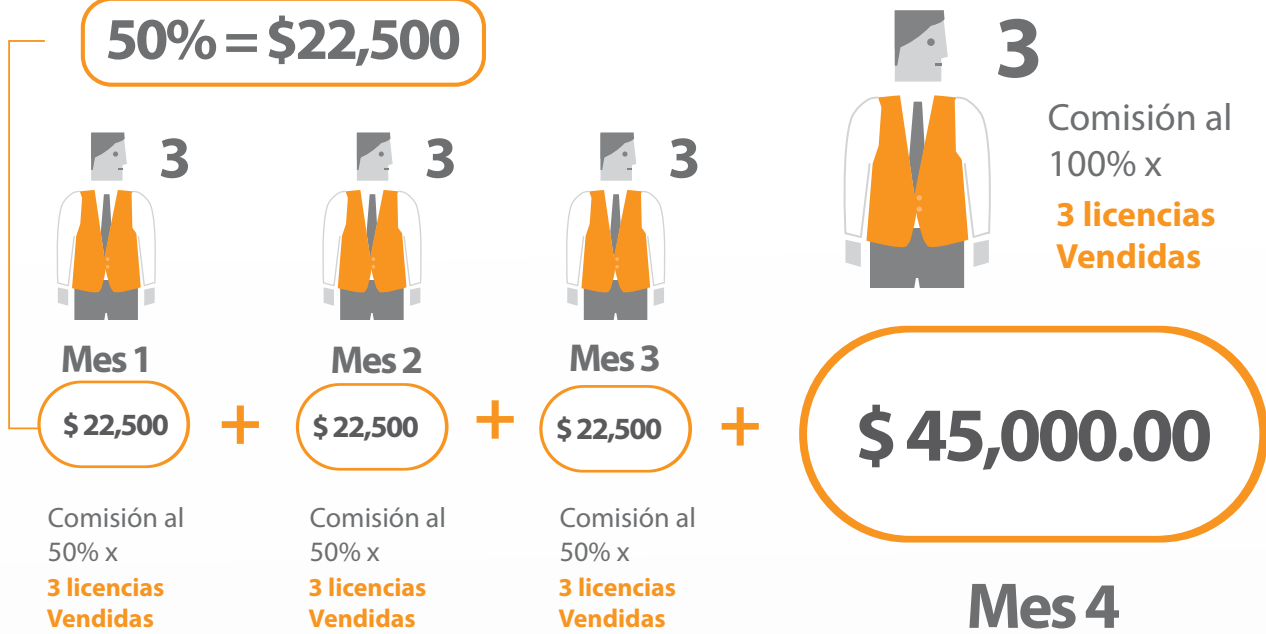 50% = $22,500
3
Comisión al
100% x
3 licencias
Vendidas
3
3
3
Mes 1
Mes 2
Mes 3
$ 22,500
+
$ 22,500
+
$ 22,500
+
$ 45,000.00
Comisión al
50% x
3 licencias
Vendidas
Comisión al
50% x
3 licencias
Vendidas
Comisión al
50% x
3 licencias
Vendidas
Mes 4